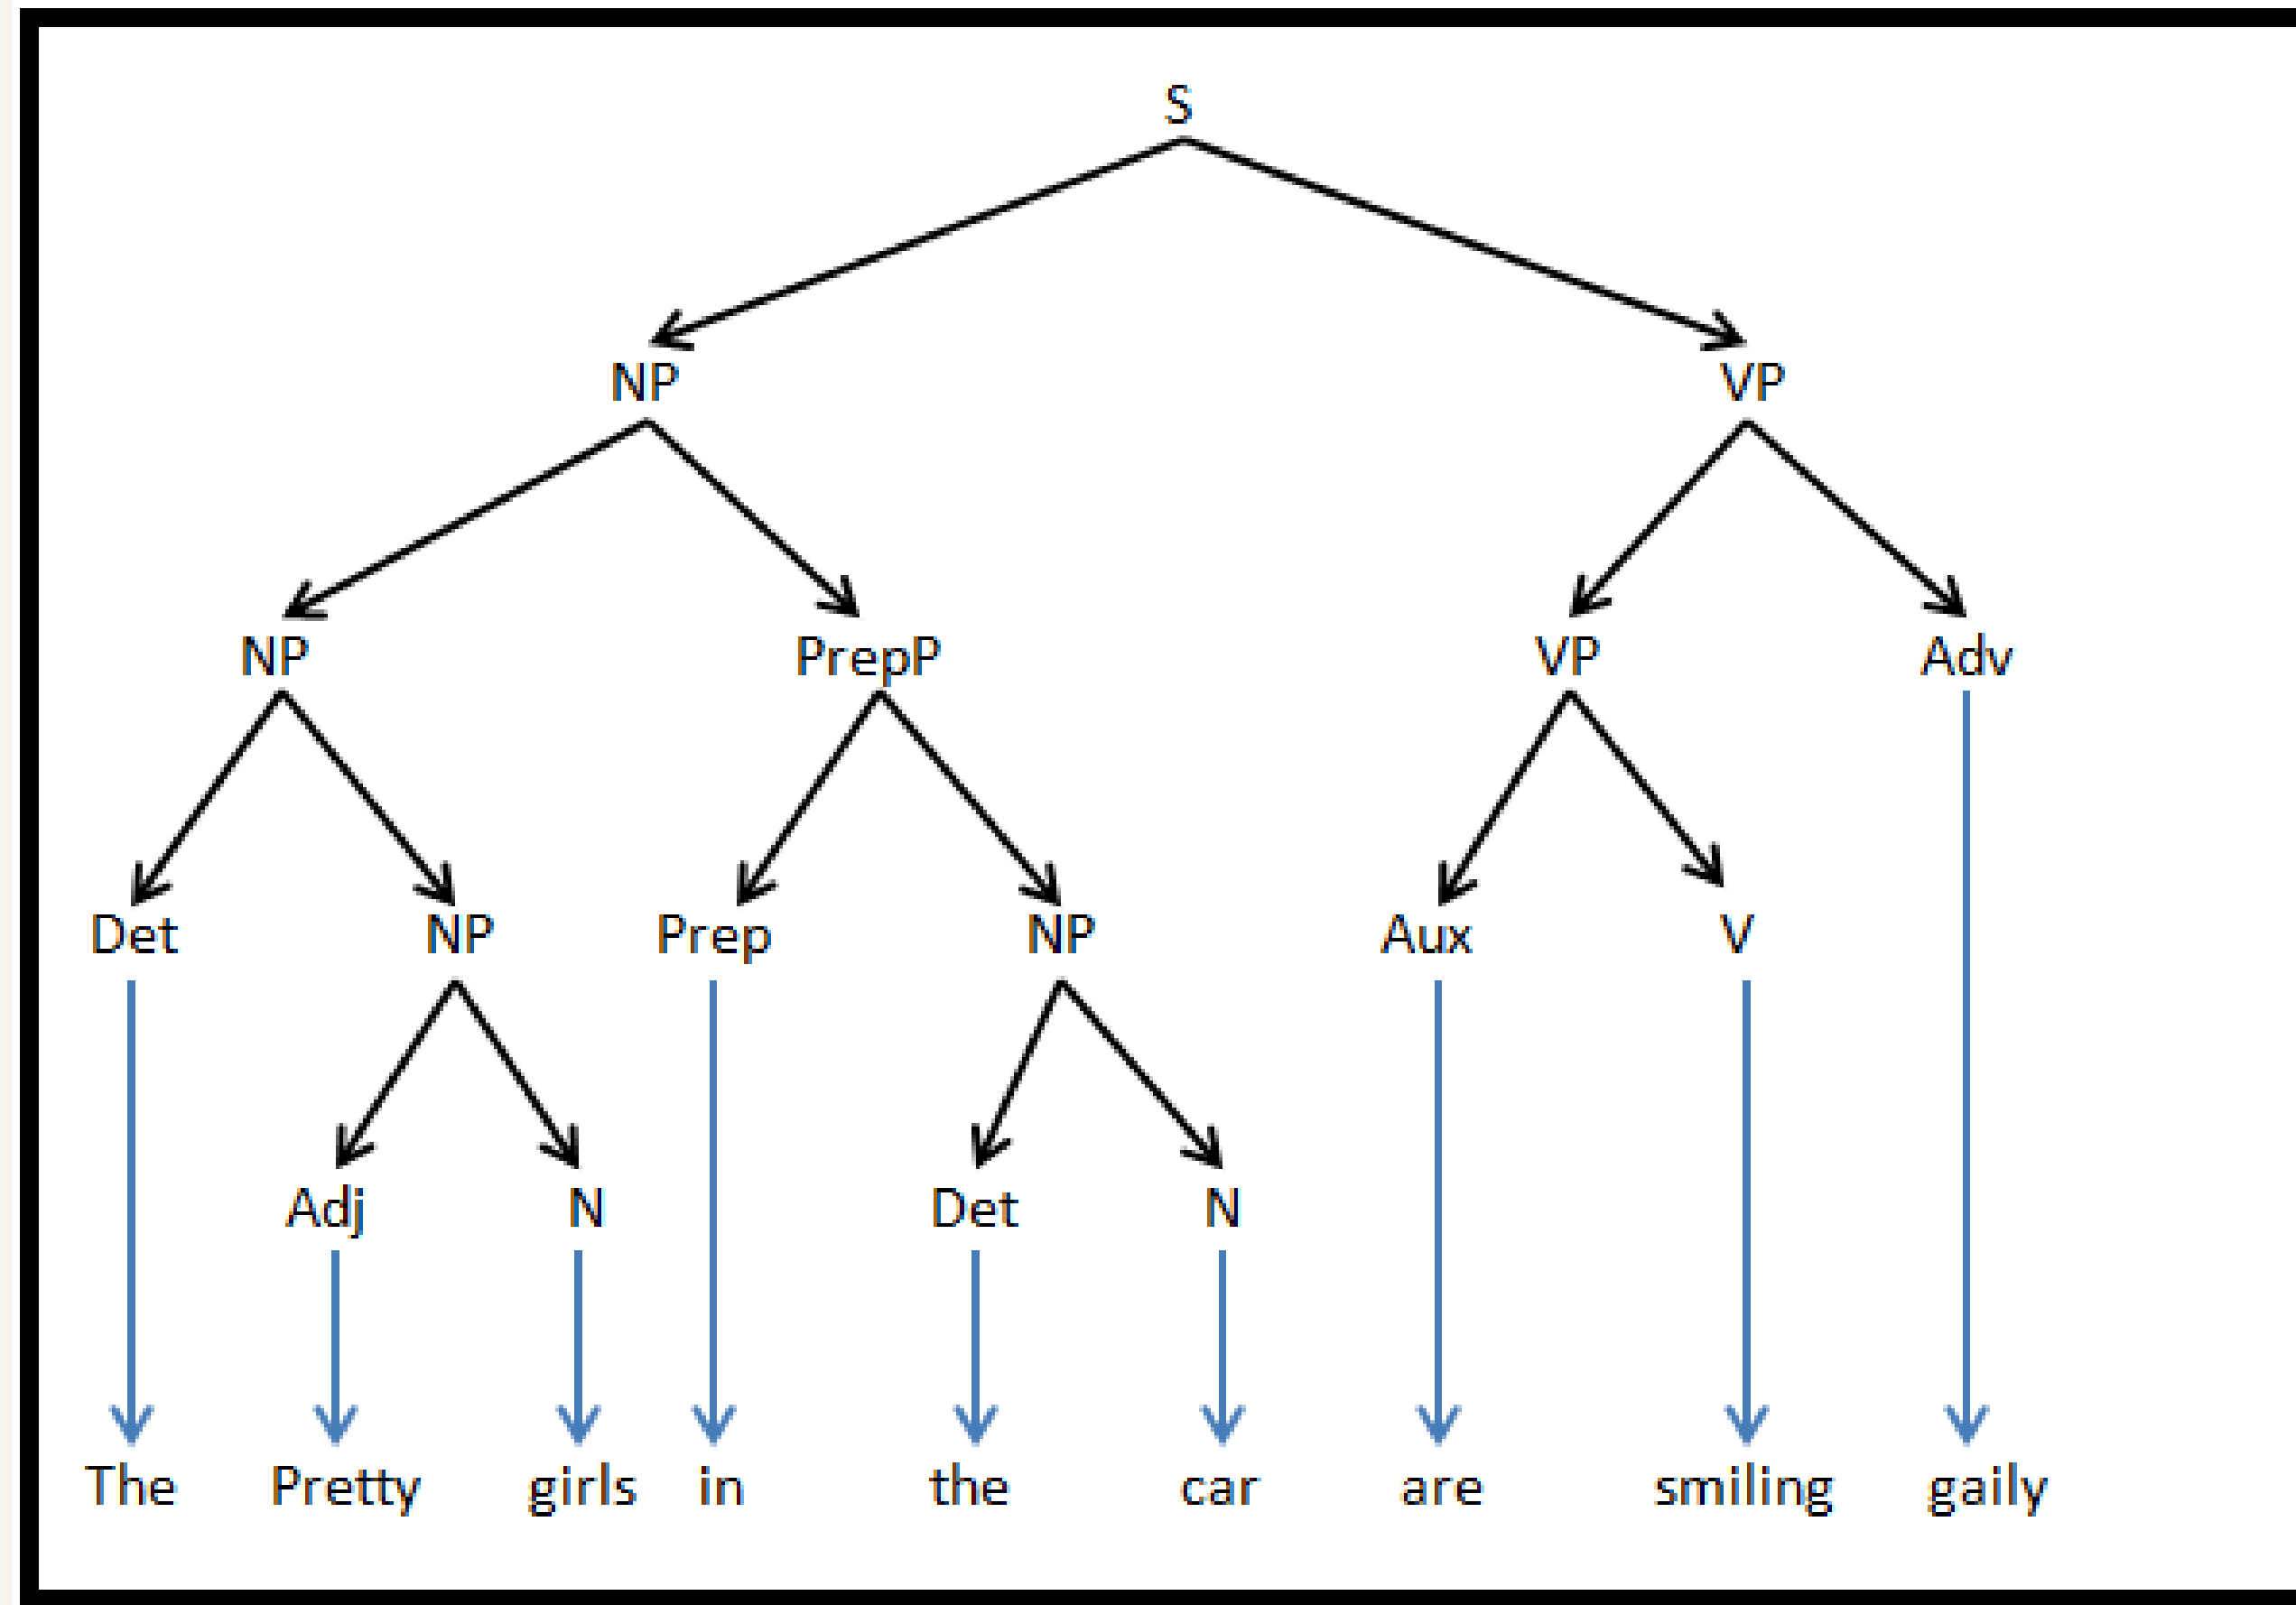 S
NP VP
NP PrepP VP Adv
Det NP Prep NP Aux V
Adj N Det N
The Pretty girls in the car are smiling gaily